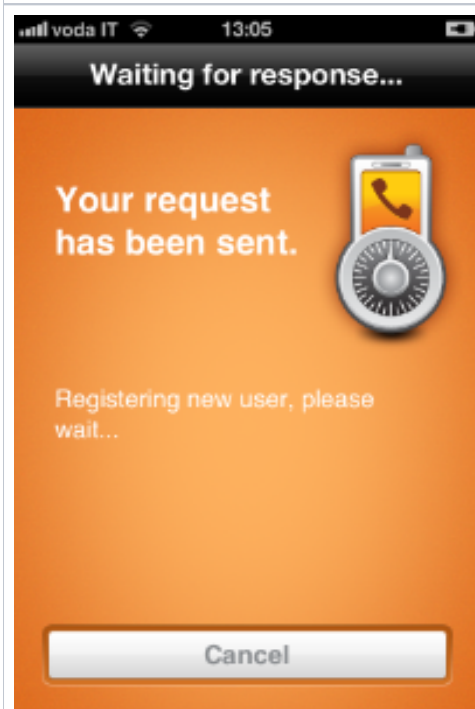 voda IT 13:05
Waiting for response...
Your request
has been sent.
Registering new user, please
wait...
Cancel